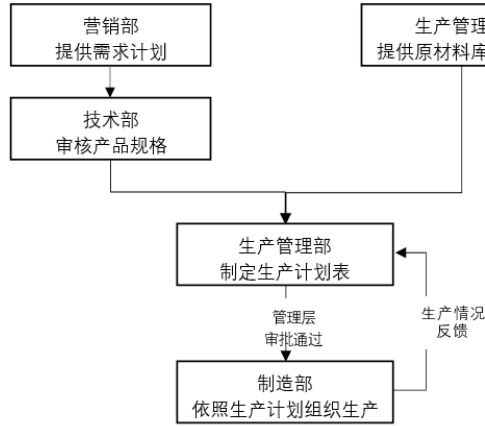 营销部
提供需求计划
生产管理
提供原材料库
技术部
审核产品规格
生产管理部
制定生产计划表
管理层
审批通过
生产情况
反馈
制造部
依照生产计划组织生产